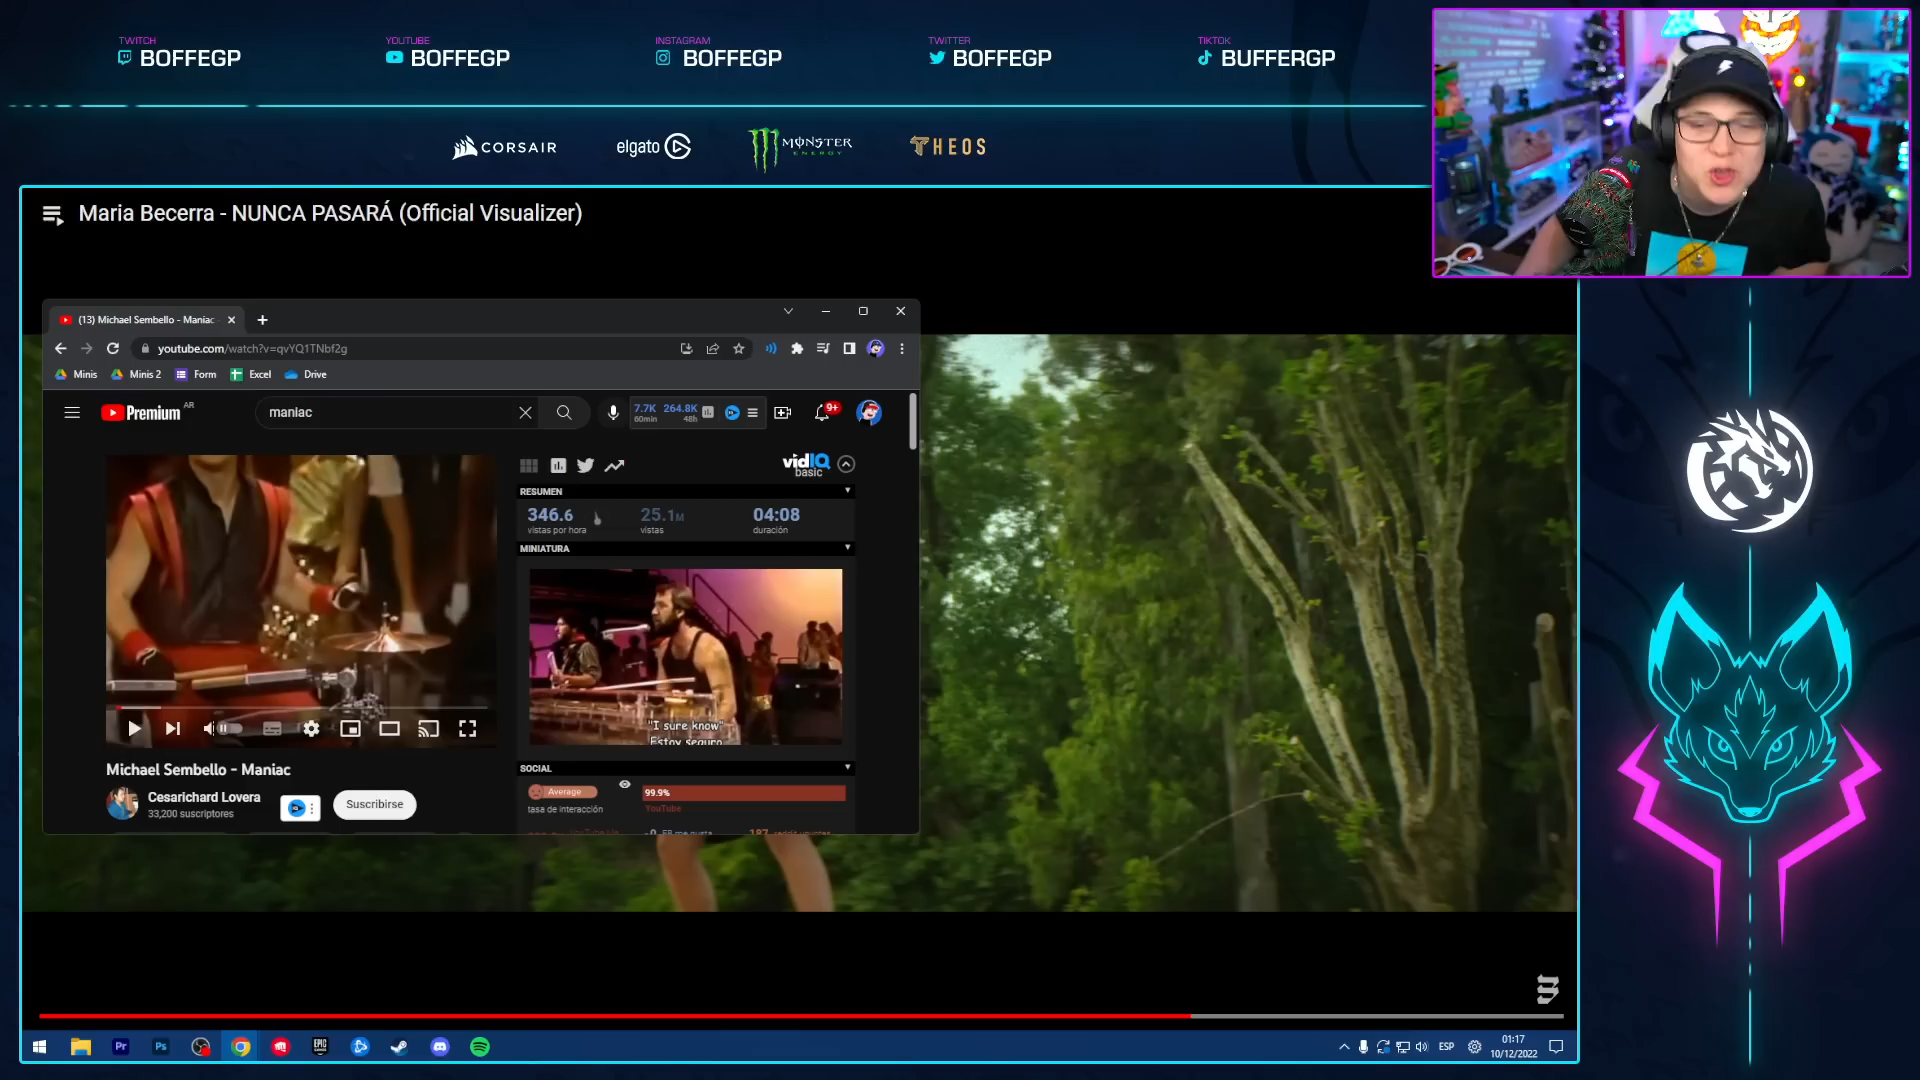 TWITCH
BOFFEGP
YOUTUBE
BOFFEGP
INSTAGRAM
BOFFEGP
TWITTER
BOFFEGP
TIKTOK
BUFFERGP
CORSAIR
elgato
MONSTER
ENERGY
THEOS
Maria Becerra - NUNCA PASARÁ (Official Visualizer)
(13) Michael Sembello - Maniac
youtube.com/watch?v=qvYQ1TNbf2g
Minis
Minis 2
Form
Excel
Drive
Premium AR
maniac
7.7K 264.8K
60min 48h
9+
vidIQ
basic
RESUMEN
346.6 25.1M 04:08
vistas por hora vistas duración
MINIATURA
"I sure know"
Estoy seguro
SOCIAL
Average
tasa de interacción
99.9%
YouTube
Michael Sembello - Maniac
Cesarichard Lovera
33,200 suscriptores
Suscribirse
Pr
Ps
EPIC
ESP
01:17
10/12/2022